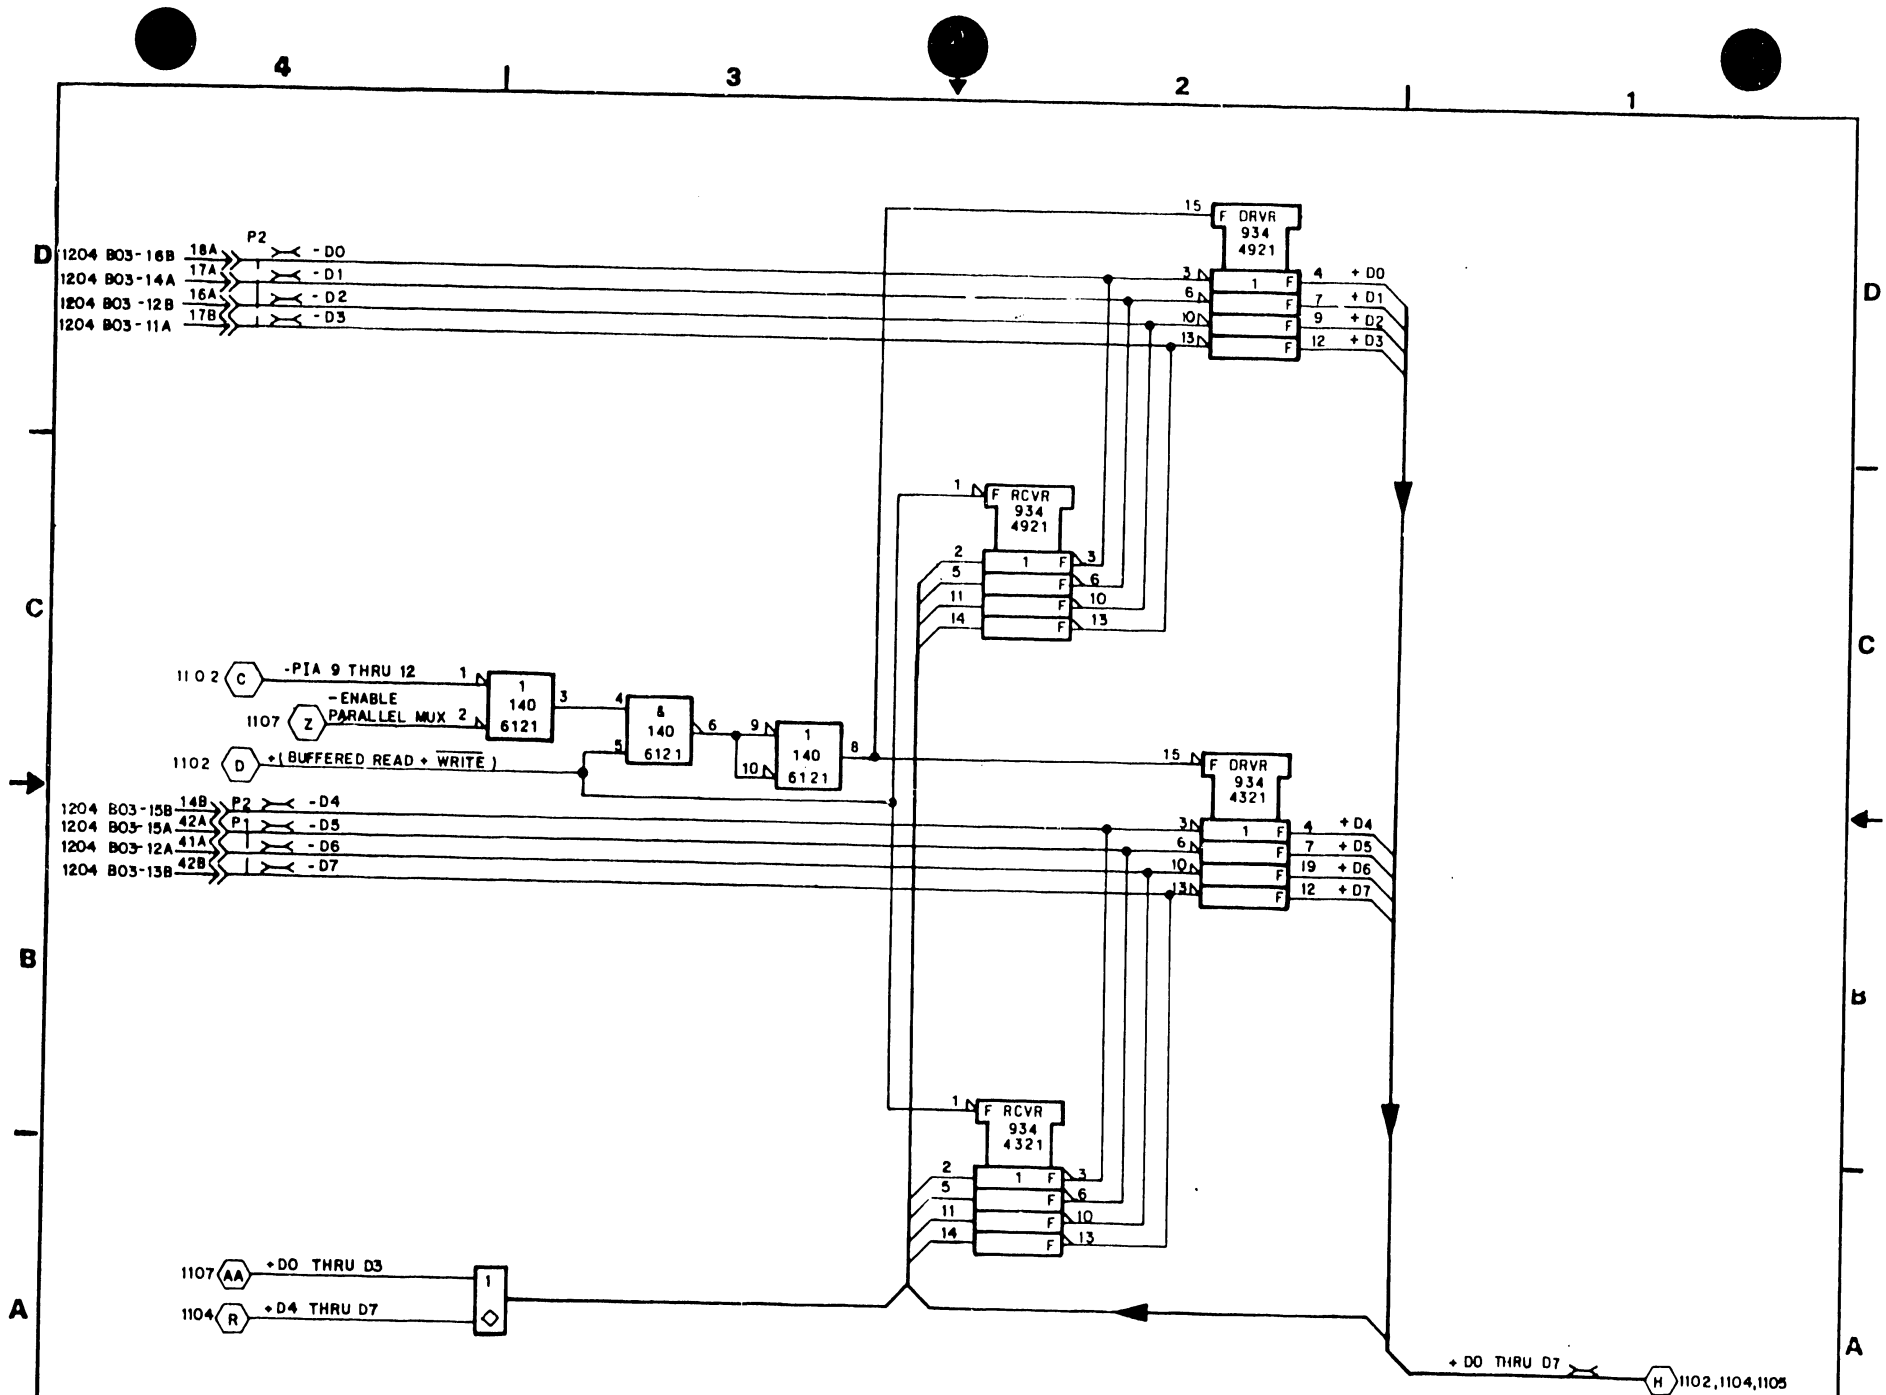 4 3 2 1
15 F DRVR
934
4921
P2
D 1204 B03-16B 18A -D0
1204 B03-14A 17A -D1
1204 B03-12B 16A -D2
1204 B03-11A 17B -D3
3 1 F 4 +D0
6 F 7 +D1
10 F 9 +D2
13 F 12 +D3
D
1 F RCVR
934
4921
2 1 F 3
5 F 6
11 F 10
14 F 13
C
C
1102 C -PIA 9 THRU 12 1
1107 Z -ENABLE
PARALLEL MUX 2
1
140
6121
3
4
5
&
140
6121
6
9
10
1
140
6121
8
1102 D +(BUFFERED READ + WRITE)
15 F DRVR
934
4321
1204 B03-15B 14B P2 -D4
1204 B03-15A 42A P1 -D5
1204 B03-12A 41A -D6
1204 B03-13B 42B -D7
3 1 F 4 +D4
6 F 7 +D5
10 F 19 +D6
13 F 12 +D7
B
B
1 F RCVR
934
4321
2 1 F 3
5 F 6
11 F 10
14 F 13
1107 AA +D0 THRU D3
1
A
1104 R +D4 THRU D7
A
+D0 THRU D7
H 1102,1104,1105